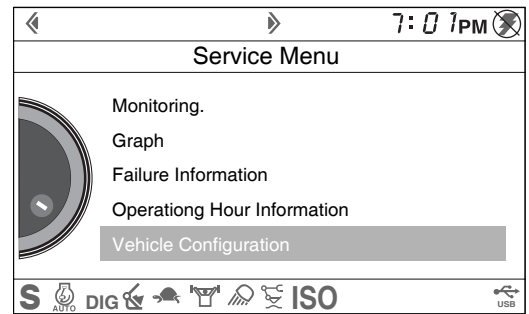 7:01PM
Service Menu
Monitoring.
Graph
Failure Information
Operationg Hour Information
Vehicle Configuration
S AUTO DIG ISO USB